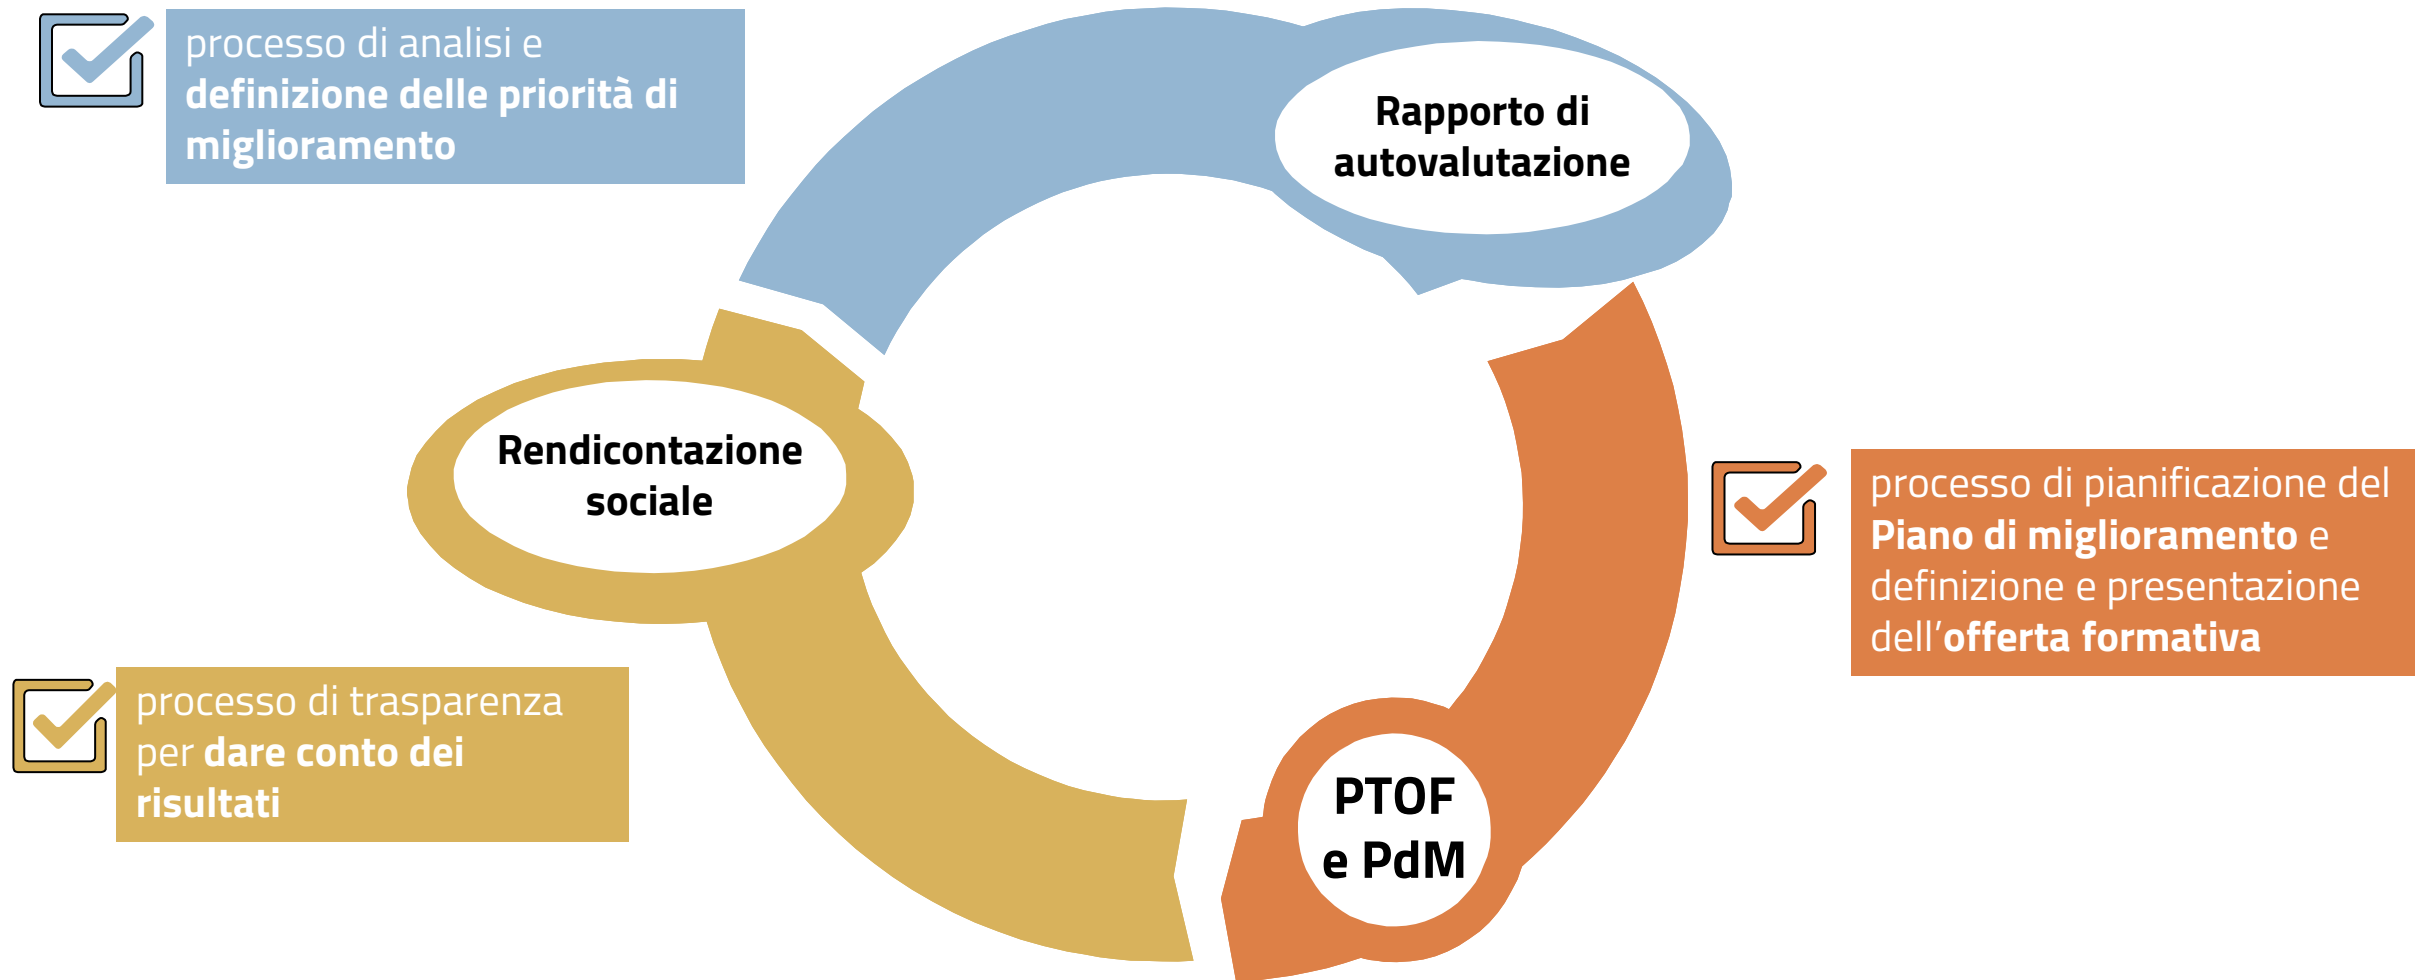 processo di analisi e
definizione delle priorità di
miglioramento
Rapporto di
autovalutazione
Rendicontazione
sociale
processo di pianificazione del
Piano di miglioramento e
definizione e presentazione
dell’offerta formativa
processo di trasparenza
per dare conto dei
risultati
PTOF
e PdM